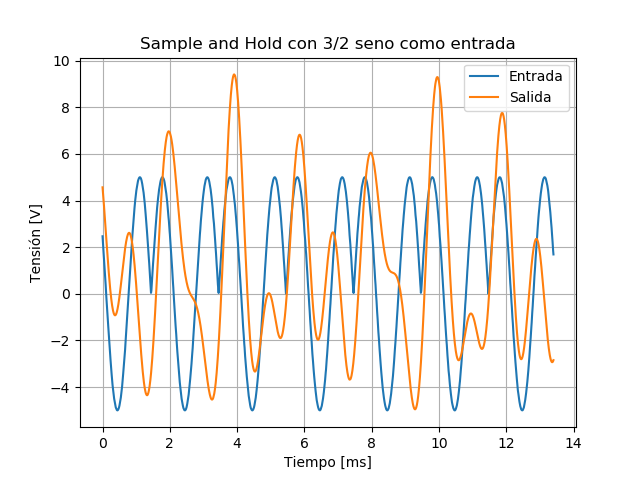 Sample and Hold con 3/2 seno como entrada
Entrada
Salida
Tensión [V]
10
8
6
4
2
0
−2
−4
0 2 4 6 8 10 12 14
Tiempo [ms]